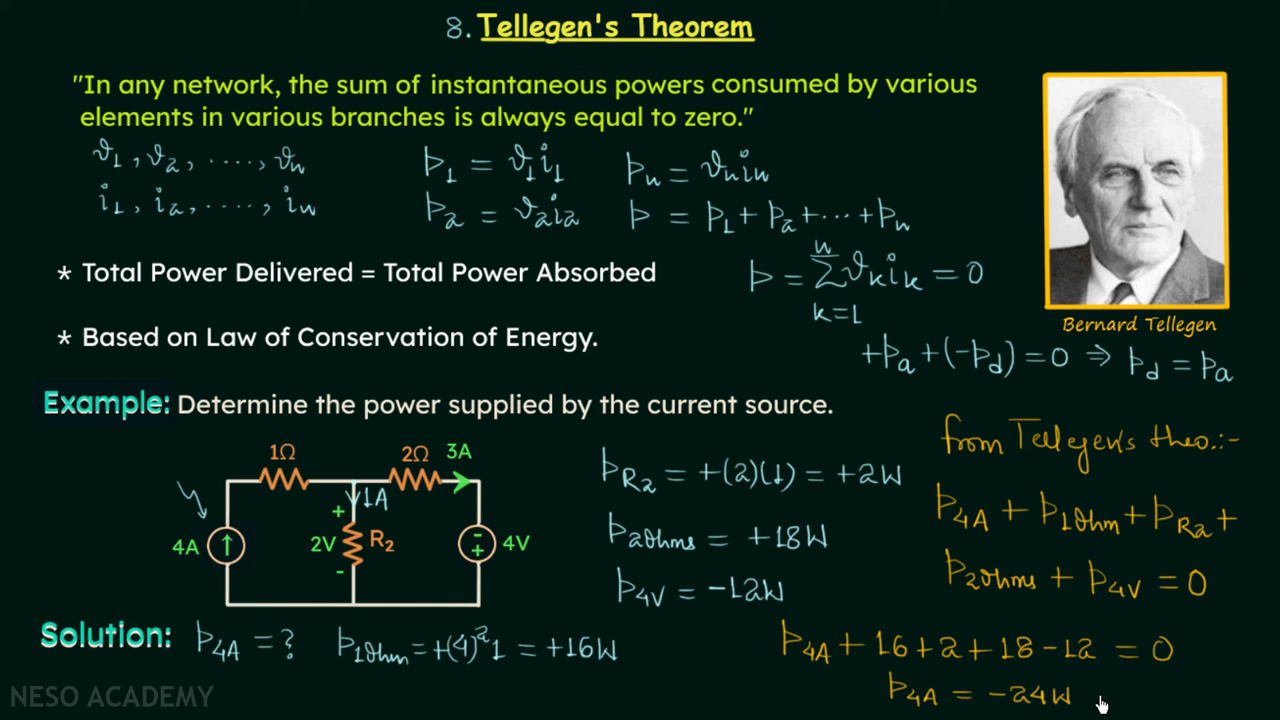 8. Tellegen's Theorem
"In any network, the sum of instantaneous powers consumed by various
elements in various branches is always equal to zero."
v1, v2, ...., vn
i1, i2, ...., in
p1 = v1i1
p2 = v2i2
pn = vnin
p = p1 + p2 + ... + pn
* Total Power Delivered = Total Power Absorbed
p = n∑k=1 vkik = 0
* Based on Law of Conservation of Energy.
Bernard Tellegen
+pa + (-pd) = 0 ⇒ pd = pa
Example: Determine the power supplied by the current source.
1Ω
2Ω
3A
1A
4A
+
2V
-
R2
-
+
4V
pR2 = +(2)(1) = +2W
p2ohms = +18W
p4V = -12W
Solution: p4A = ?
p1ohm = +(4)²1 = +16W
from Tellegen's theo.:-
p4A + p1ohm + pR2 +
p2ohms + p4V = 0
p4A + 16 + 2 + 18 - 12 = 0
p4A = -24W
NESO ACADEMY